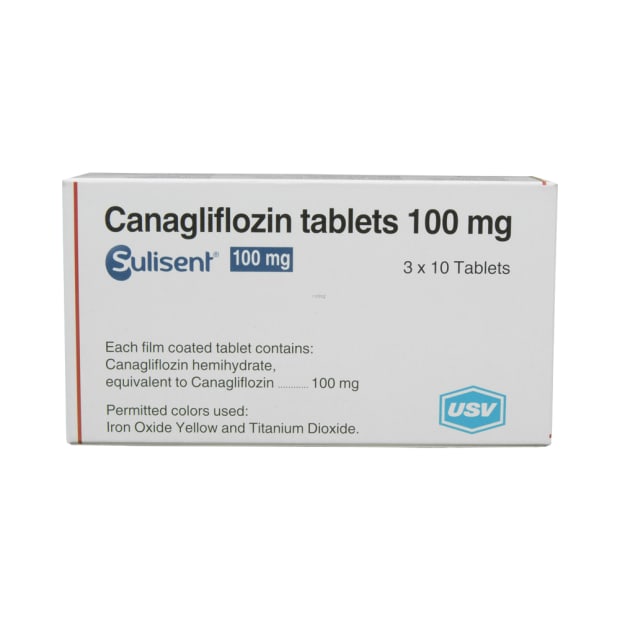 Canagliflozin tablets 100 mg
Sulisent® 100 mg
3 x 10 Tablets
Each film coated tablet contains:
Canagliflozin hemihydrate,
equivalent to Canagliflozin ............ 100 mg
Permitted colors used:
Iron Oxide Yellow and Titanium Dioxide.
USV